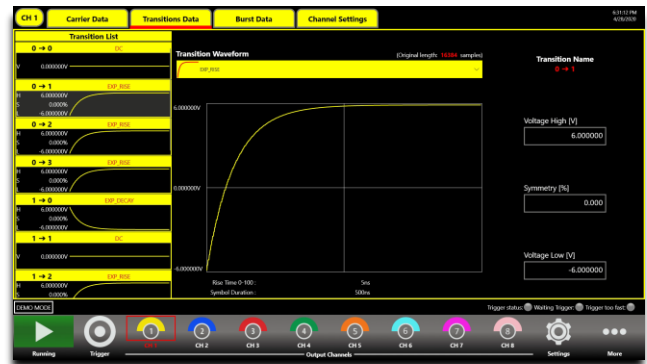 CH 1
Carrier Data
Transitions Data
Burst Data
Channel Settings
6:31:12 PM
4/28/2020
Transition List
0 → 0 DC
V 0.000000V
0 → 1 EXP_RISE
H 6.000000V
S 0.000%
L -6.000000V
0 → 2 EXP_RISE
H 6.000000V
S 0.000%
L -6.000000V
0 → 3 EXP_RISE
H 6.000000V
S 0.000%
L -6.000000V
1 → 0 EXP_DECAY
H 6.000000V
S 0.000%
L -6.000000V
1 → 1 DC
V 0.000000V
1 → 2 EXP_RISE
H 6.000000V
S 0.000%
Transition Waveform
(Original length: 16384 samples)
EXP_RISE
6.000000V
0.000000V
-6.000000V
Rise Time 0-100 : 5ns
Symbol Duration : 500ns
Transition Name
0 → 1
Voltage High [V]
6.000000
Symmetry [%]
0.000
Voltage Low [V]
-6.000000
DEMO MODE
Trigger status: Waiting Trigger: Trigger too fast:
1 2 3 4 5 6 7 8
CH 1 CH 2 CH 3 CH 4 CH 5 CH 6 CH 7 CH 8
Running Trigger Output Channels Settings More